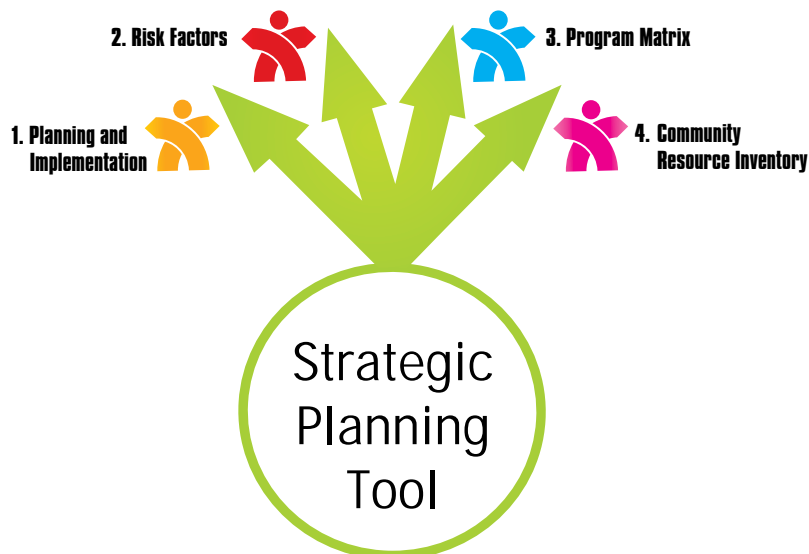 2. Risk Factors
3. Program Matrix
1. Planning and
Implementation
4. Community
Resource Inventory
Strategic
Planning
Tool